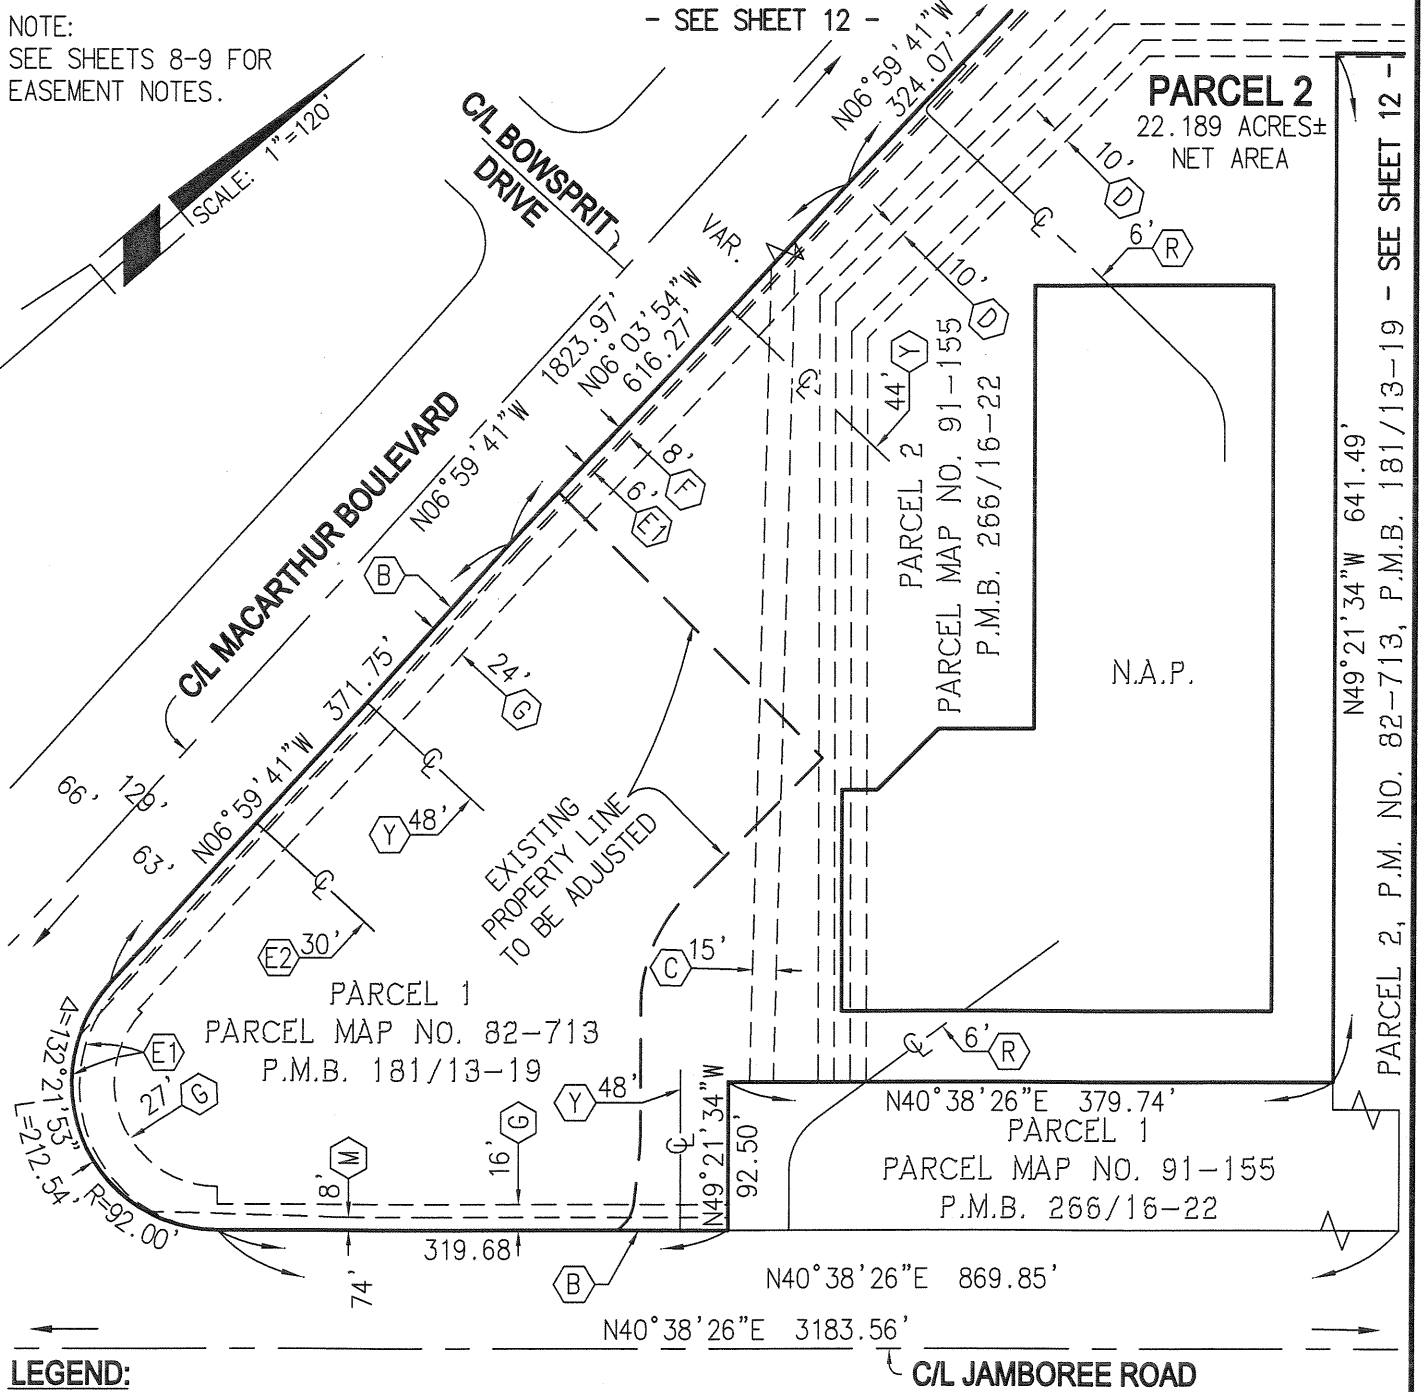 NOTE:
SEE SHEETS 8-9 FOR
EASEMENT NOTES.
- SEE SHEET 12 -
SCALE: 1"=120'
C/L BOWSPRIT
DRIVE
N06°59'41"W
324.07'
PARCEL 2
22.189 ACRES±
NET AREA
10' D
6' R
- SEE SHEET 12 -
VAR.
10' D
1823.97'
N06°03'54"W
616.27'
44' Y
PARCEL 2
PARCEL MAP NO. 91-155
P.M.B. 266/16-22
C/L MACARTHUR BOULEVARD
N06°59'41"W
8' F
6' E1
B
24' G
N.A.P.
N49°21'34"W 641.49'
PARCEL 2, P.M. NO. 82-713, P.M.B. 181/13-19
N06°59'41"W 371.75'
66'
129'
63'
CL
CL
CL
CL
Y 48'
E2 30'
EXISTING
PROPERTY LINE
TO BE ADJUSTED
C 15'
PARCEL 1
PARCEL MAP NO. 82-713
P.M.B. 181/13-19
E1
Δ=132°21'53"
L=212.54'
R=92.00'
27' G
8' M
16' G
Y 48'
CL
N49°21'34"W
92.50'
CL
6' R
N40°38'26"E 379.74'
PARCEL 1
PARCEL MAP NO. 91-155
P.M.B. 266/16-22
319.68'
74'
B
N40°38'26"E 869.85'
N40°38'26"E 3183.56'
C/L JAMBOREE ROAD
LEGEND: